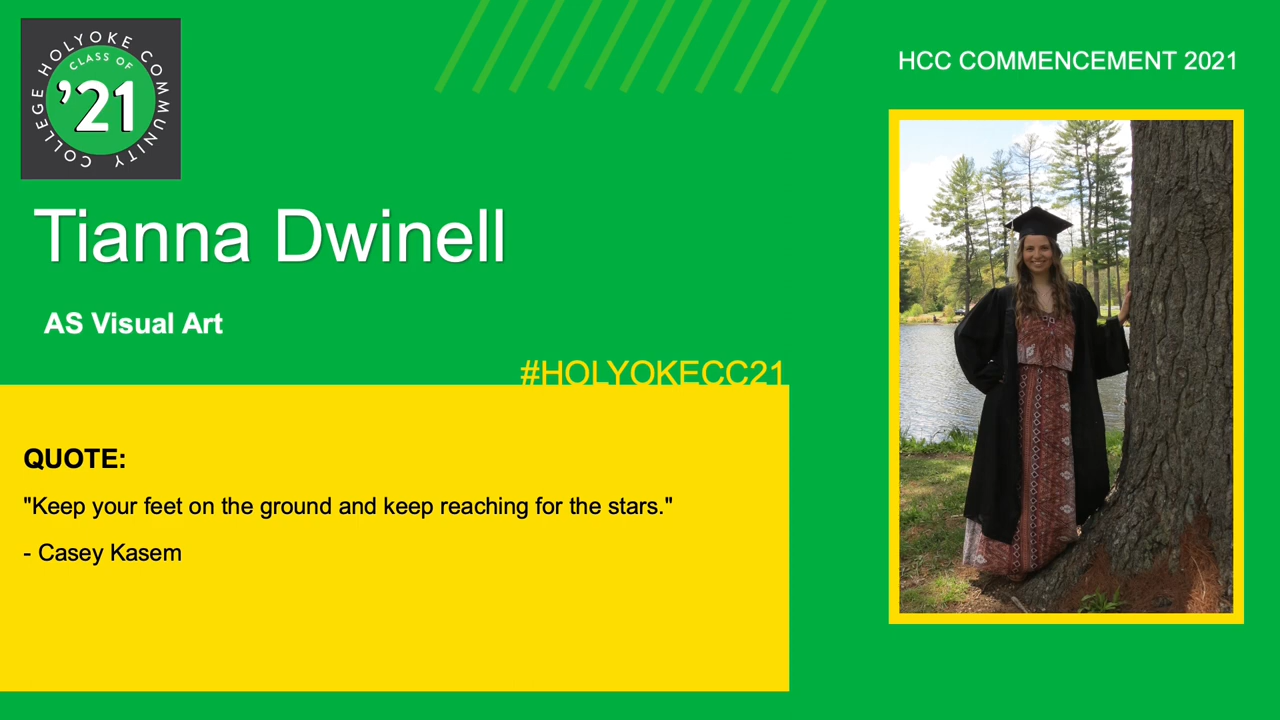 HOLYOKE COMMUNITY COLLEGE
CLASS OF
’21
HCC COMMENCEMENT 2021
Tianna Dwinell
AS Visual Art
#HOLYOKECC21
QUOTE:
"Keep your feet on the ground and keep reaching for the stars."
- Casey Kasem